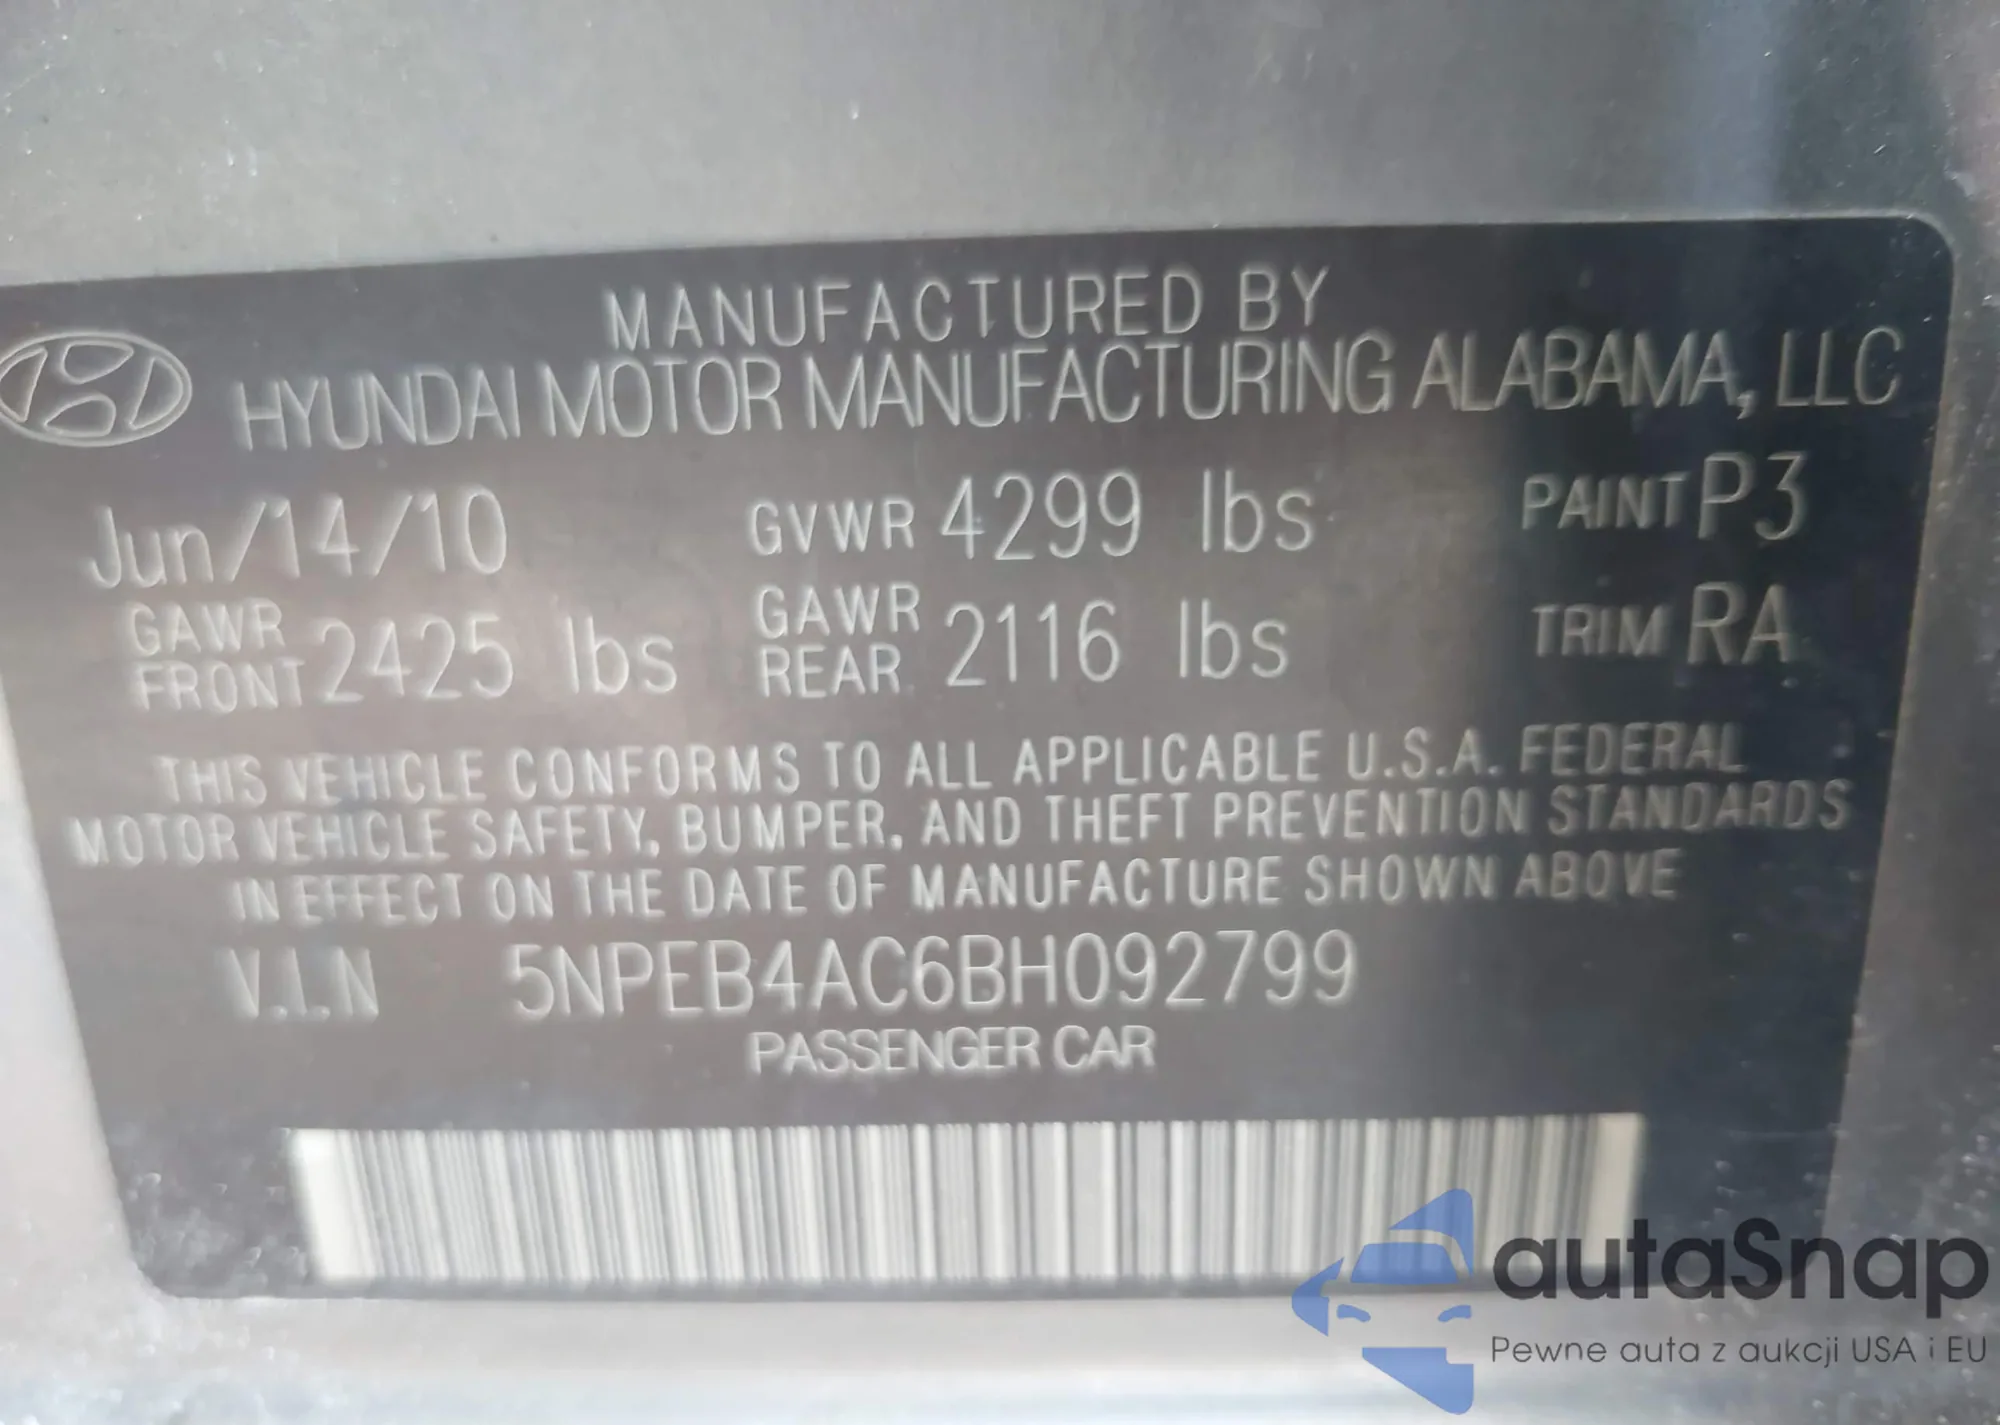 MANUFACTURED BY
HYUNDAI MOTOR MANUFACTURING ALABAMA, LLC
Jun/14/10 GVWR 4299 lbs PAINT P3
GAWR FRONT 2425 lbs GAWR REAR 2116 lbs TRIM RA
THIS VEHICLE CONFORMS TO ALL APPLICABLE U.S.A. FEDERAL
MOTOR VEHICLE SAFETY, BUMPER, AND THEFT PREVENTION STANDARDS
IN EFFECT ON THE DATE OF MANUFACTURE SHOWN ABOVE
V.I.N 5NPEB4AC6BH092799
PASSENGER CAR
autaSnap
Pewne auta z aukcji USA i EU